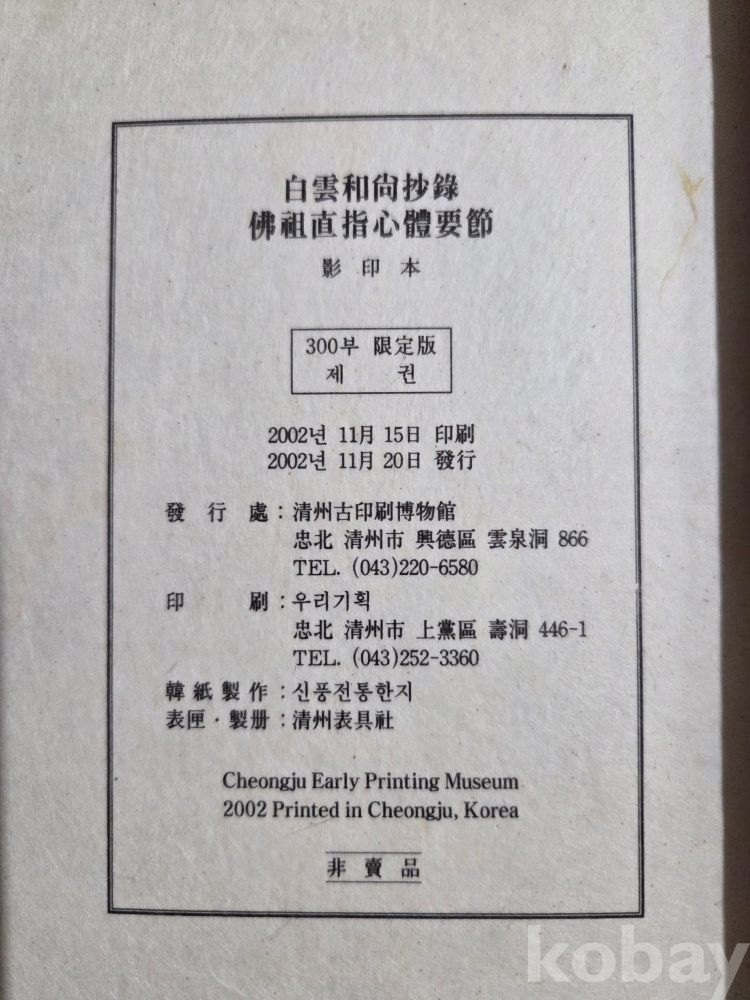 白雲和尙抄錄
佛祖直指心體要節
影印本
300부 限定版
제 권
2002년 11月 15日 印刷
2002년 11月 20日 發行
發行處 : 淸州古印刷博物館
忠北 淸州市 興德區 雲泉洞 866
TEL. (043)220-6580
印刷 : 우리기획
忠北 淸州市 上黨區 壽洞 446-1
TEL. (043)252-3360
韓紙製作 : 신풍전통한지
表匣·製册 : 淸州表具社
Cheongju Early Printing Museum
2002 Printed in Cheongju, Korea
非賣品
kobay